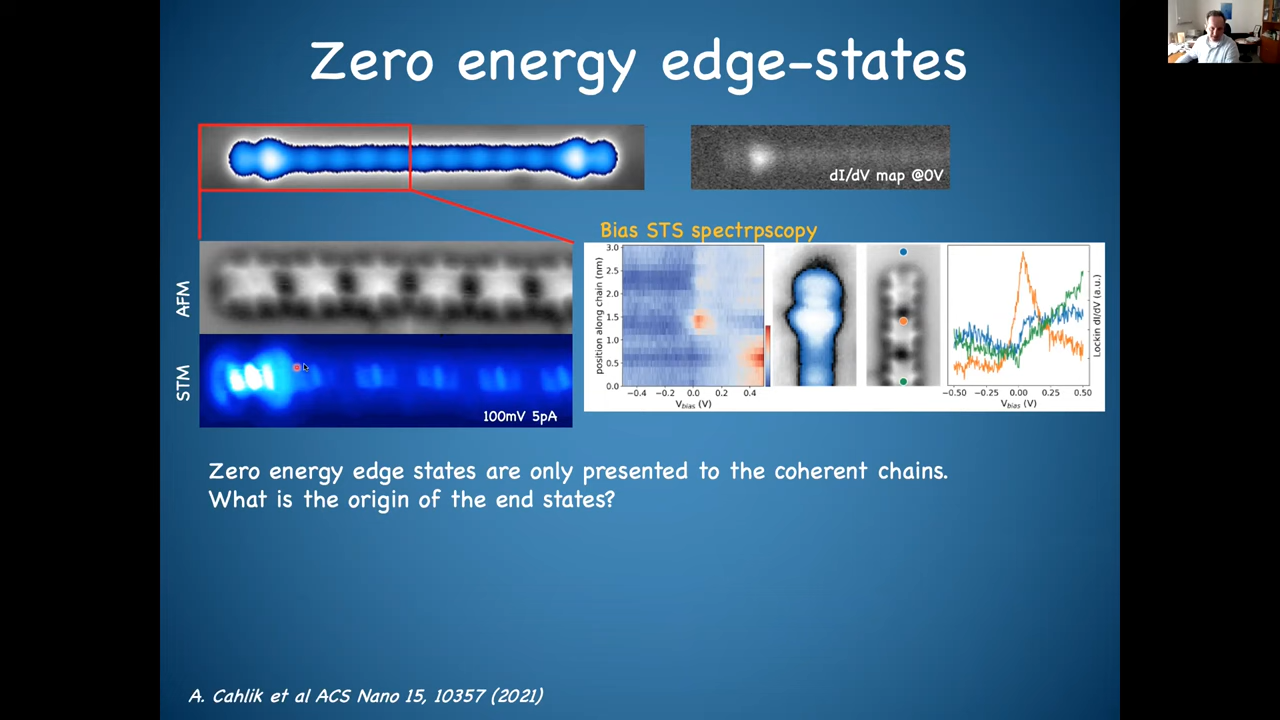 Zero energy edge-states
dI/dV map @0V
Bias STS spectrpscopy
AFM
STM
100mV 5pA
position along chain (nm)
3.0
2.5
2.0
1.5
1.0
0.5
0.0
−0.4 −0.2 0.0 0.2 0.4
Vbias (V)
−0.50 −0.25 0.00 0.25 0.50
Vbias (V)
Lockin dI/dV (a.u.)
Zero energy edge states are only presented to the coherent chains.
What is the origin of the end states?
A. Cahlik et al ACS Nano 15, 10357 (2021)